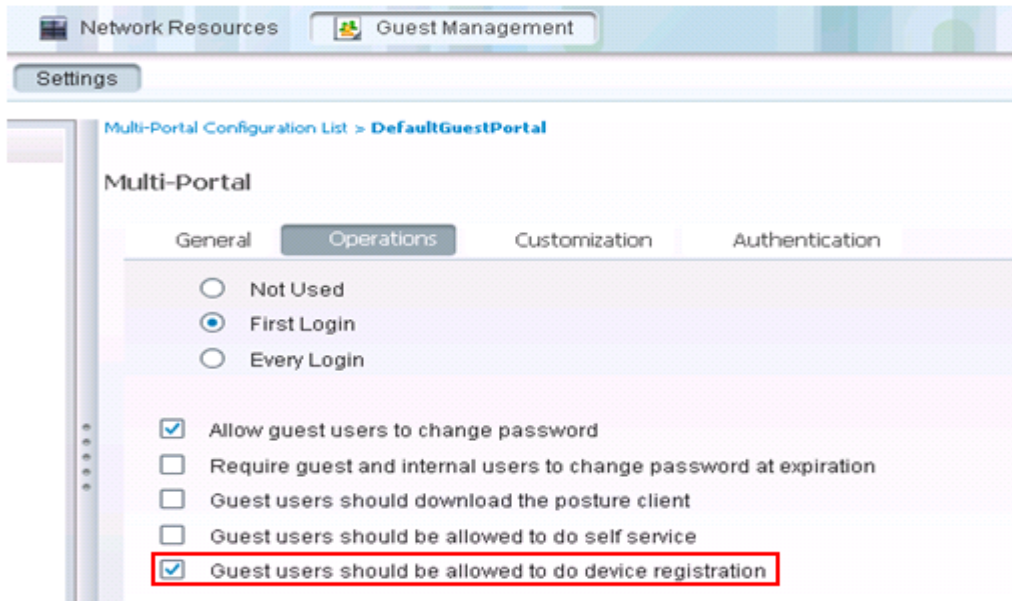 Network Resources Guest Management
Settings
Multi-Portal Configuration List > DefaultGuestPortal
Multi-Portal
General Operations Customization Authentication
Not Used
First Login
Every Login
Allow guest users to change password
Require guest and internal users to change password at expiration
Guest users should download the posture client
Guest users should be allowed to do self service
Guest users should be allowed to do device registration